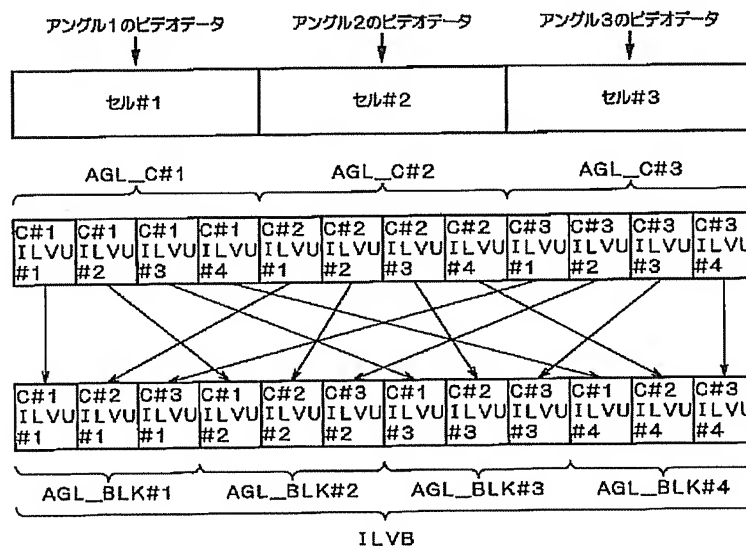 アングル1のビデオデータ アングル2のビデオデータ アングル3のビデオデータ
セル#1 セル#2 セル#3
AGL_C#1 AGL_C#2 AGL_C#3
C#1 C#1 C#1 C#1 C#2 C#2 C#2 C#2 C#3 C#3 C#3 C#3
ILVU ILVU ILVU ILVU ILVU ILVU ILVU ILVU ILVU ILVU ILVU ILVU
#1 #2 #3 #4 #1 #2 #3 #4 #1 #2 #3 #4
C#1 C#2 C#3 C#1 C#2 C#3 C#1 C#2 C#3 C#1 C#2 C#3
ILVU ILVU ILVU ILVU ILVU ILVU ILVU ILVU ILVU ILVU ILVU ILVU
#1 #1 #1 #2 #2 #2 #3 #3 #3 #4 #4 #4
AGL_BLK#1 AGL_BLK#2 AGL_BLK#3 AGL_BLK#4
ILVB